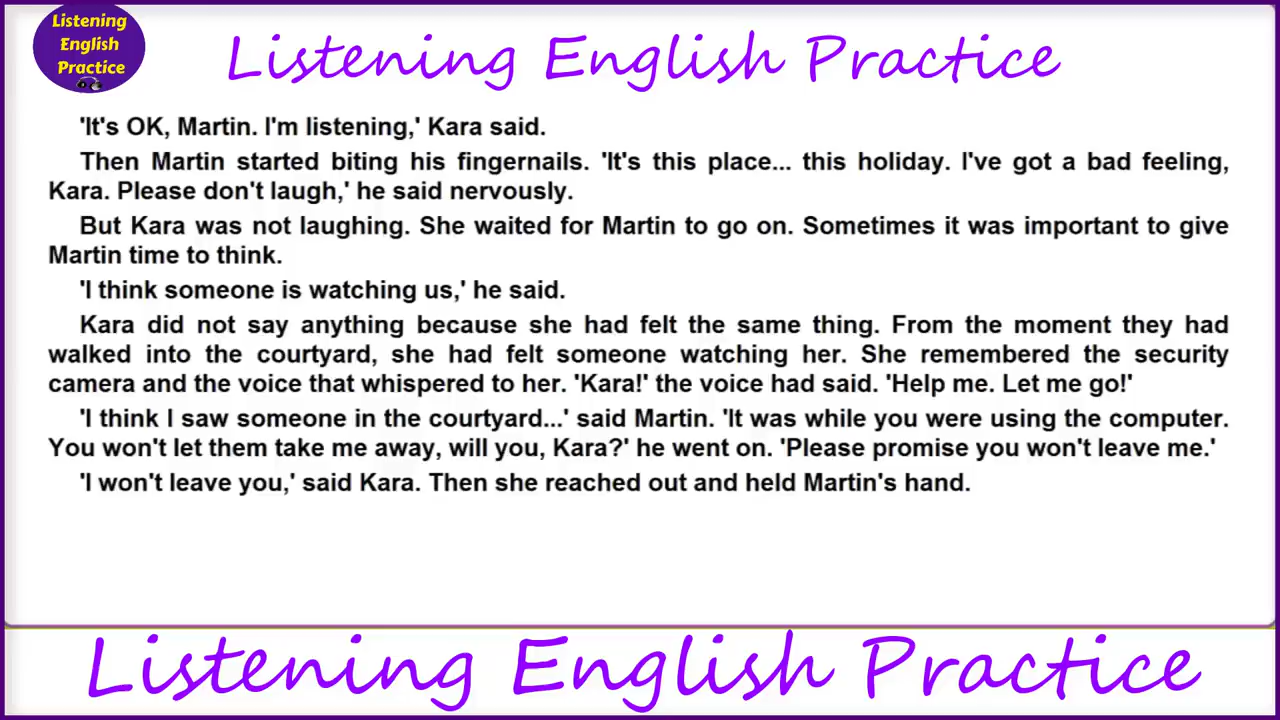 Listening
English
Practice
Listening English Practice
'It's OK, Martin. I'm listening,' Kara said.
Then Martin started biting his fingernails. 'It's this place... this holiday. I've got a bad feeling,
Kara. Please don't laugh,' he said nervously.
But Kara was not laughing. She waited for Martin to go on. Sometimes it was important to give
Martin time to think.
'I think someone is watching us,' he said.
Kara did not say anything because she had felt the same thing. From the moment they had
walked into the courtyard, she had felt someone watching her. She remembered the security
camera and the voice that whispered to her. 'Kara!' the voice had said. 'Help me. Let me go!'
'I think I saw someone in the courtyard...' said Martin. 'It was while you were using the computer.
You won't let them take me away, will you, Kara?' he went on. 'Please promise you won't leave me.'
'I won't leave you,' said Kara. Then she reached out and held Martin's hand.
Listening English Practice